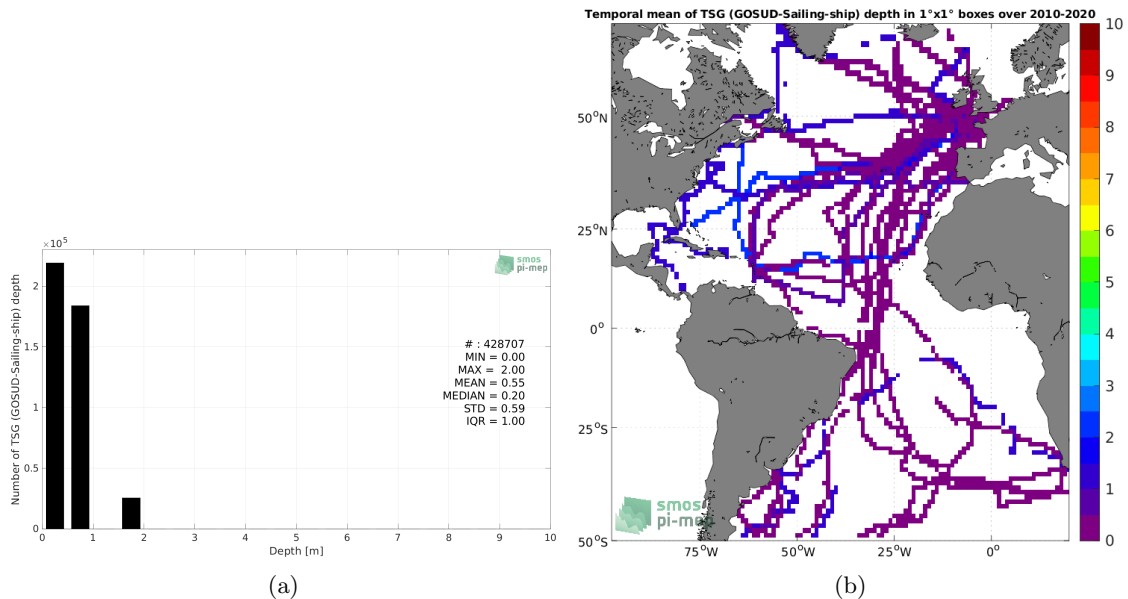 ×10⁵
2
1.5
1
0.5
0
Number of TSG (GOSUD-Sailing-ship) depth
0 1 2 3 4 5 6 7 8 9 10
Depth [m]
smos
pi-mep
# : 428707
MIN = 0.00
MAX = 2.00
MEAN = 0.55
MEDIAN = 0.20
STD = 0.59
IQR = 1.00
(a)
Temporal mean of TSG (GOSUD-Sailing-ship) depth in 1°x1° boxes over 2010-2020
50°N
25°N
0°
25°S
50°S
75°W 50°W 25°W 0°
smos
pi-mep
10
9
8
7
6
5
4
3
2
1
0
(b)